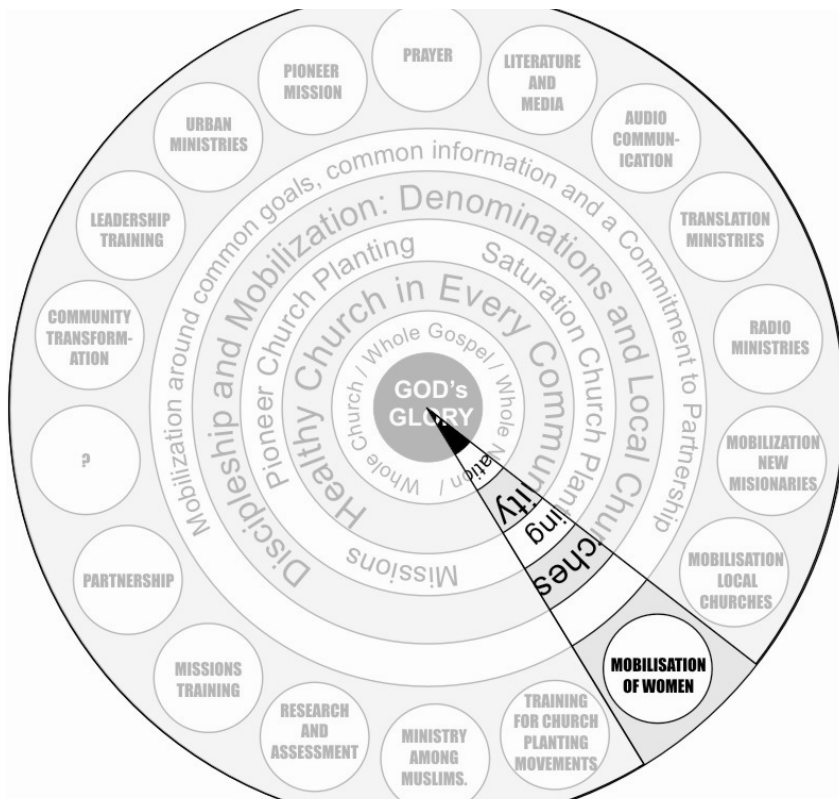 PRAYER
LITERATURE
AND
MEDIA
AUDIO
COMMUN-
ICATION
TRANSLATION
MINISTRIES
RADIO
MINISTRIES
MOBILIZATION
NEW
MISIONARIES
MOBILISATION
LOCAL
CHURCHES
MOBILISATION
OF WOMEN
TRAINING
FOR CHURCH
PLANTING
MOVEMENTS
MINISTRY
AMONG
MUSLIMS.
RESEARCH
AND
ASSESSMENT
MISSIONS
TRAINING
PARTNERSHIP
?
COMMUNITY
TRANSFORM-
ATION
LEADERSHIP
TRAINING
URBAN
MINISTRIES
PIONEER
MISSION
Mobilization around common goals, common information and a Commitment to Partnership
Discipleship and Mobilization: Denominations and Local Churches
Pioneer Church Planting
Saturation Church Planting
Missions
Healthy Church in Every Community
Whole Church / Whole Gospel / Whole Nation /
GOD's
GLORY